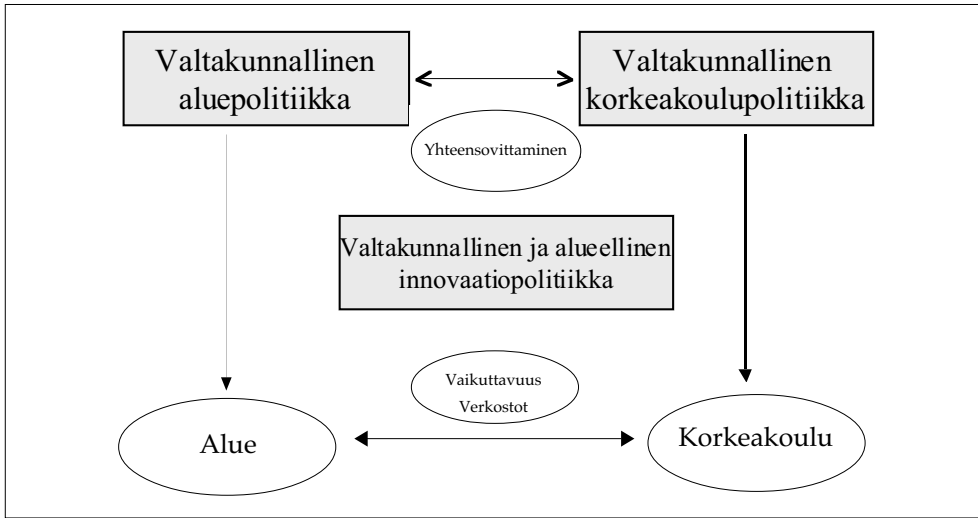 Valtakunnallinen
aluepolitiikka
Valtakunnallinen
korkeakoulupolitiikka
Yhteensovittaminen
Valtakunnallinen ja alueellinen
innovaatiopolitiikka
Vaikuttavuus
Verkostot
Alue
Korkeakoulu